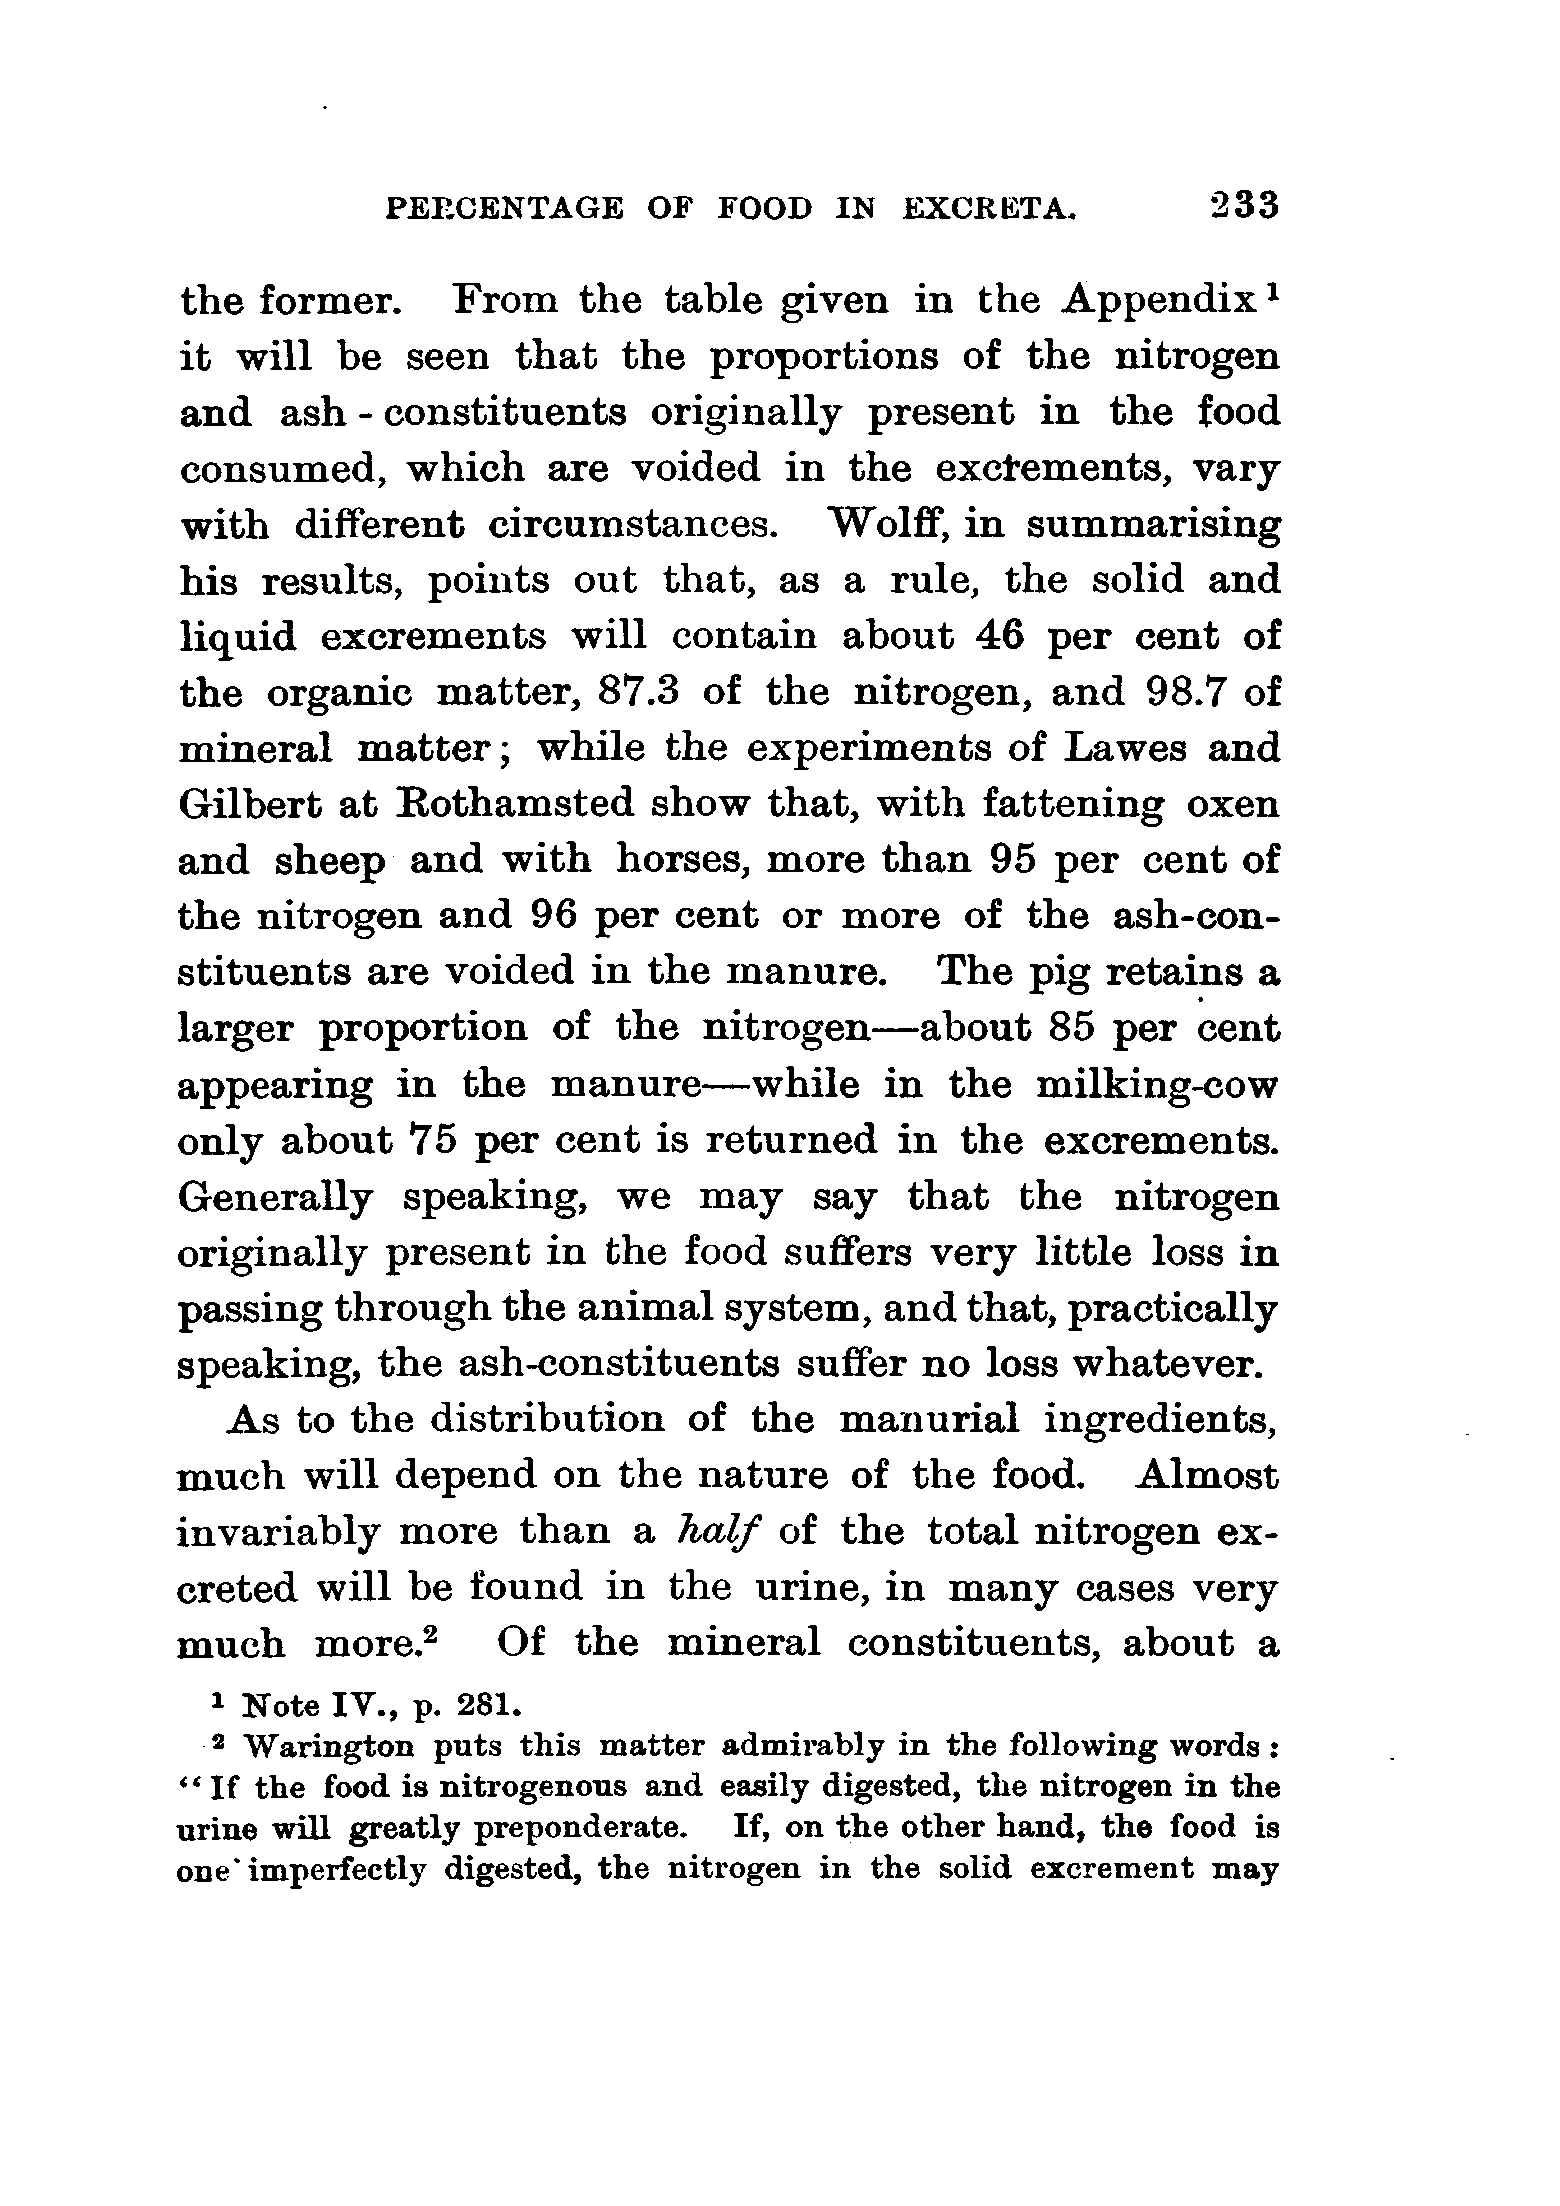 PERCENTAGE OF FOOD IN EXCRETA. 233
the former. From the table given in the Appendix ¹
it will be seen that the proportions of the nitrogen
and ash - constituents originally present in the food
consumed, which are voided in the excrements, vary
with different circumstances. Wolff, in summarising
his results, points out that, as a rule, the solid and
liquid excrements will contain about 46 per cent of
the organic matter, 87.3 of the nitrogen, and 98.7 of
mineral matter; while the experiments of Lawes and
Gilbert at Rothamsted show that, with fattening oxen
and sheep and with horses, more than 95 per cent of
the nitrogen and 96 per cent or more of the ash-con-
stituents are voided in the manure. The pig retains a
larger proportion of the nitrogen—about 85 per cent
appearing in the manure—while in the milking-cow
only about 75 per cent is returned in the excrements.
Generally speaking, we may say that the nitrogen
originally present in the food suffers very little loss in
passing through the animal system, and that, practically
speaking, the ash-constituents suffer no loss whatever.
As to the distribution of the manurial ingredients,
much will depend on the nature of the food. Almost
invariably more than a half of the total nitrogen ex-
creted will be found in the urine, in many cases very
much more.² Of the mineral constituents, about a
¹ Note IV., p. 281.
² Warington puts this matter admirably in the following words:
“If the food is nitrogenous and easily digested, the nitrogen in the
urine will greatly preponderate. If, on the other hand, the food is
one imperfectly digested, the nitrogen in the solid excrement may